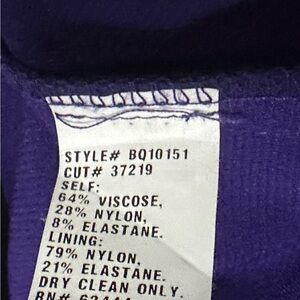 STYLE# BQ10151
CUT# 37219
SELF:
64% VISCOSE,
28% NYLON,
8% ELASTANE.
LINING:
79% NYLON,
21% ELASTANE.
DRY CLEAN ONLY.
RN#